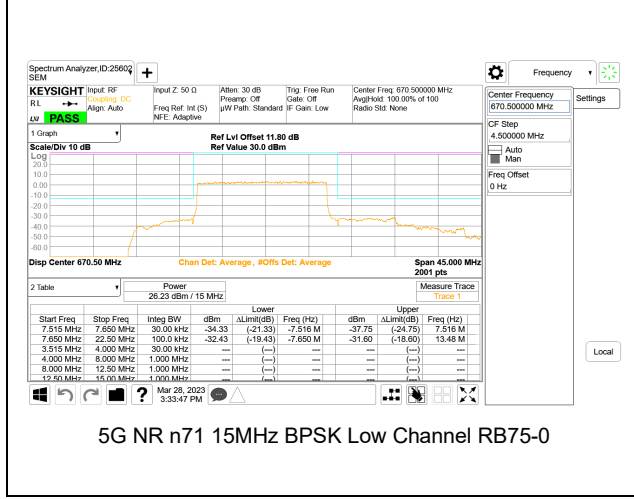 Spectrum Analyzer,ID:25602
SEM
+
Frequency
KEYSIGHT Input: RF Input Z: 50 Ω Atten: 30 dB Trig: Free Run Center Freq: 670.500000 MHz
RL Coupling: DC Preamp: Off Gate: Off Avg|Hold: 100.00% of 100
Align: Auto Freq Ref: Int (S) µW Path: Standard IF Gain: Low Radio Std: None
LXI PASS NFE: Adaptive
Center Frequency
670.500000 MHz
Settings
CF Step
4.500000 MHz
Auto
Man
Freq Offset
0 Hz
1 Graph
Ref Lvl Offset 11.80 dB
Scale/Div 10 dB Ref Value 30.0 dBm
Log
20.0
10.0
0.00
-10.0
-20.0
-30.0
-40.0
-50.0
-60.0
Disp Center 670.50 MHz Chan Det: Average, #Offs Det: Average Span 45.000 MHz
2001 pts
2 Table Power Measure Trace
26.23 dBm / 15 MHz Trace 1
Lower Upper
Start Freq Stop Freq Integ BW dBm ΔLimit(dB) Freq (Hz) dBm ΔLimit(dB) Freq (Hz)
7.515 MHz 7.650 MHz 30.00 kHz -34.33 (-21.33) -7.516 M -37.75 (-24.75) 7.516 M
7.650 MHz 22.50 MHz 100.0 kHz -32.43 (-19.43) -7.650 M -31.60 (-18.60) 13.48 M
3.515 MHz 4.000 MHz 30.00 kHz --- (---) --- --- (---) ---
4.000 MHz 8.000 MHz 1.000 MHz --- (---) --- --- (---) ---
8.000 MHz 12.50 MHz 1.000 MHz --- (---) --- --- (---) ---
12.50 MHz 15.00 MHz 1.000 MHz --- (---) --- --- (---) ---
Local
? Mar 28, 2023
3:33:47 PM
5G NR n71 15MHz BPSK Low Channel RB75-0